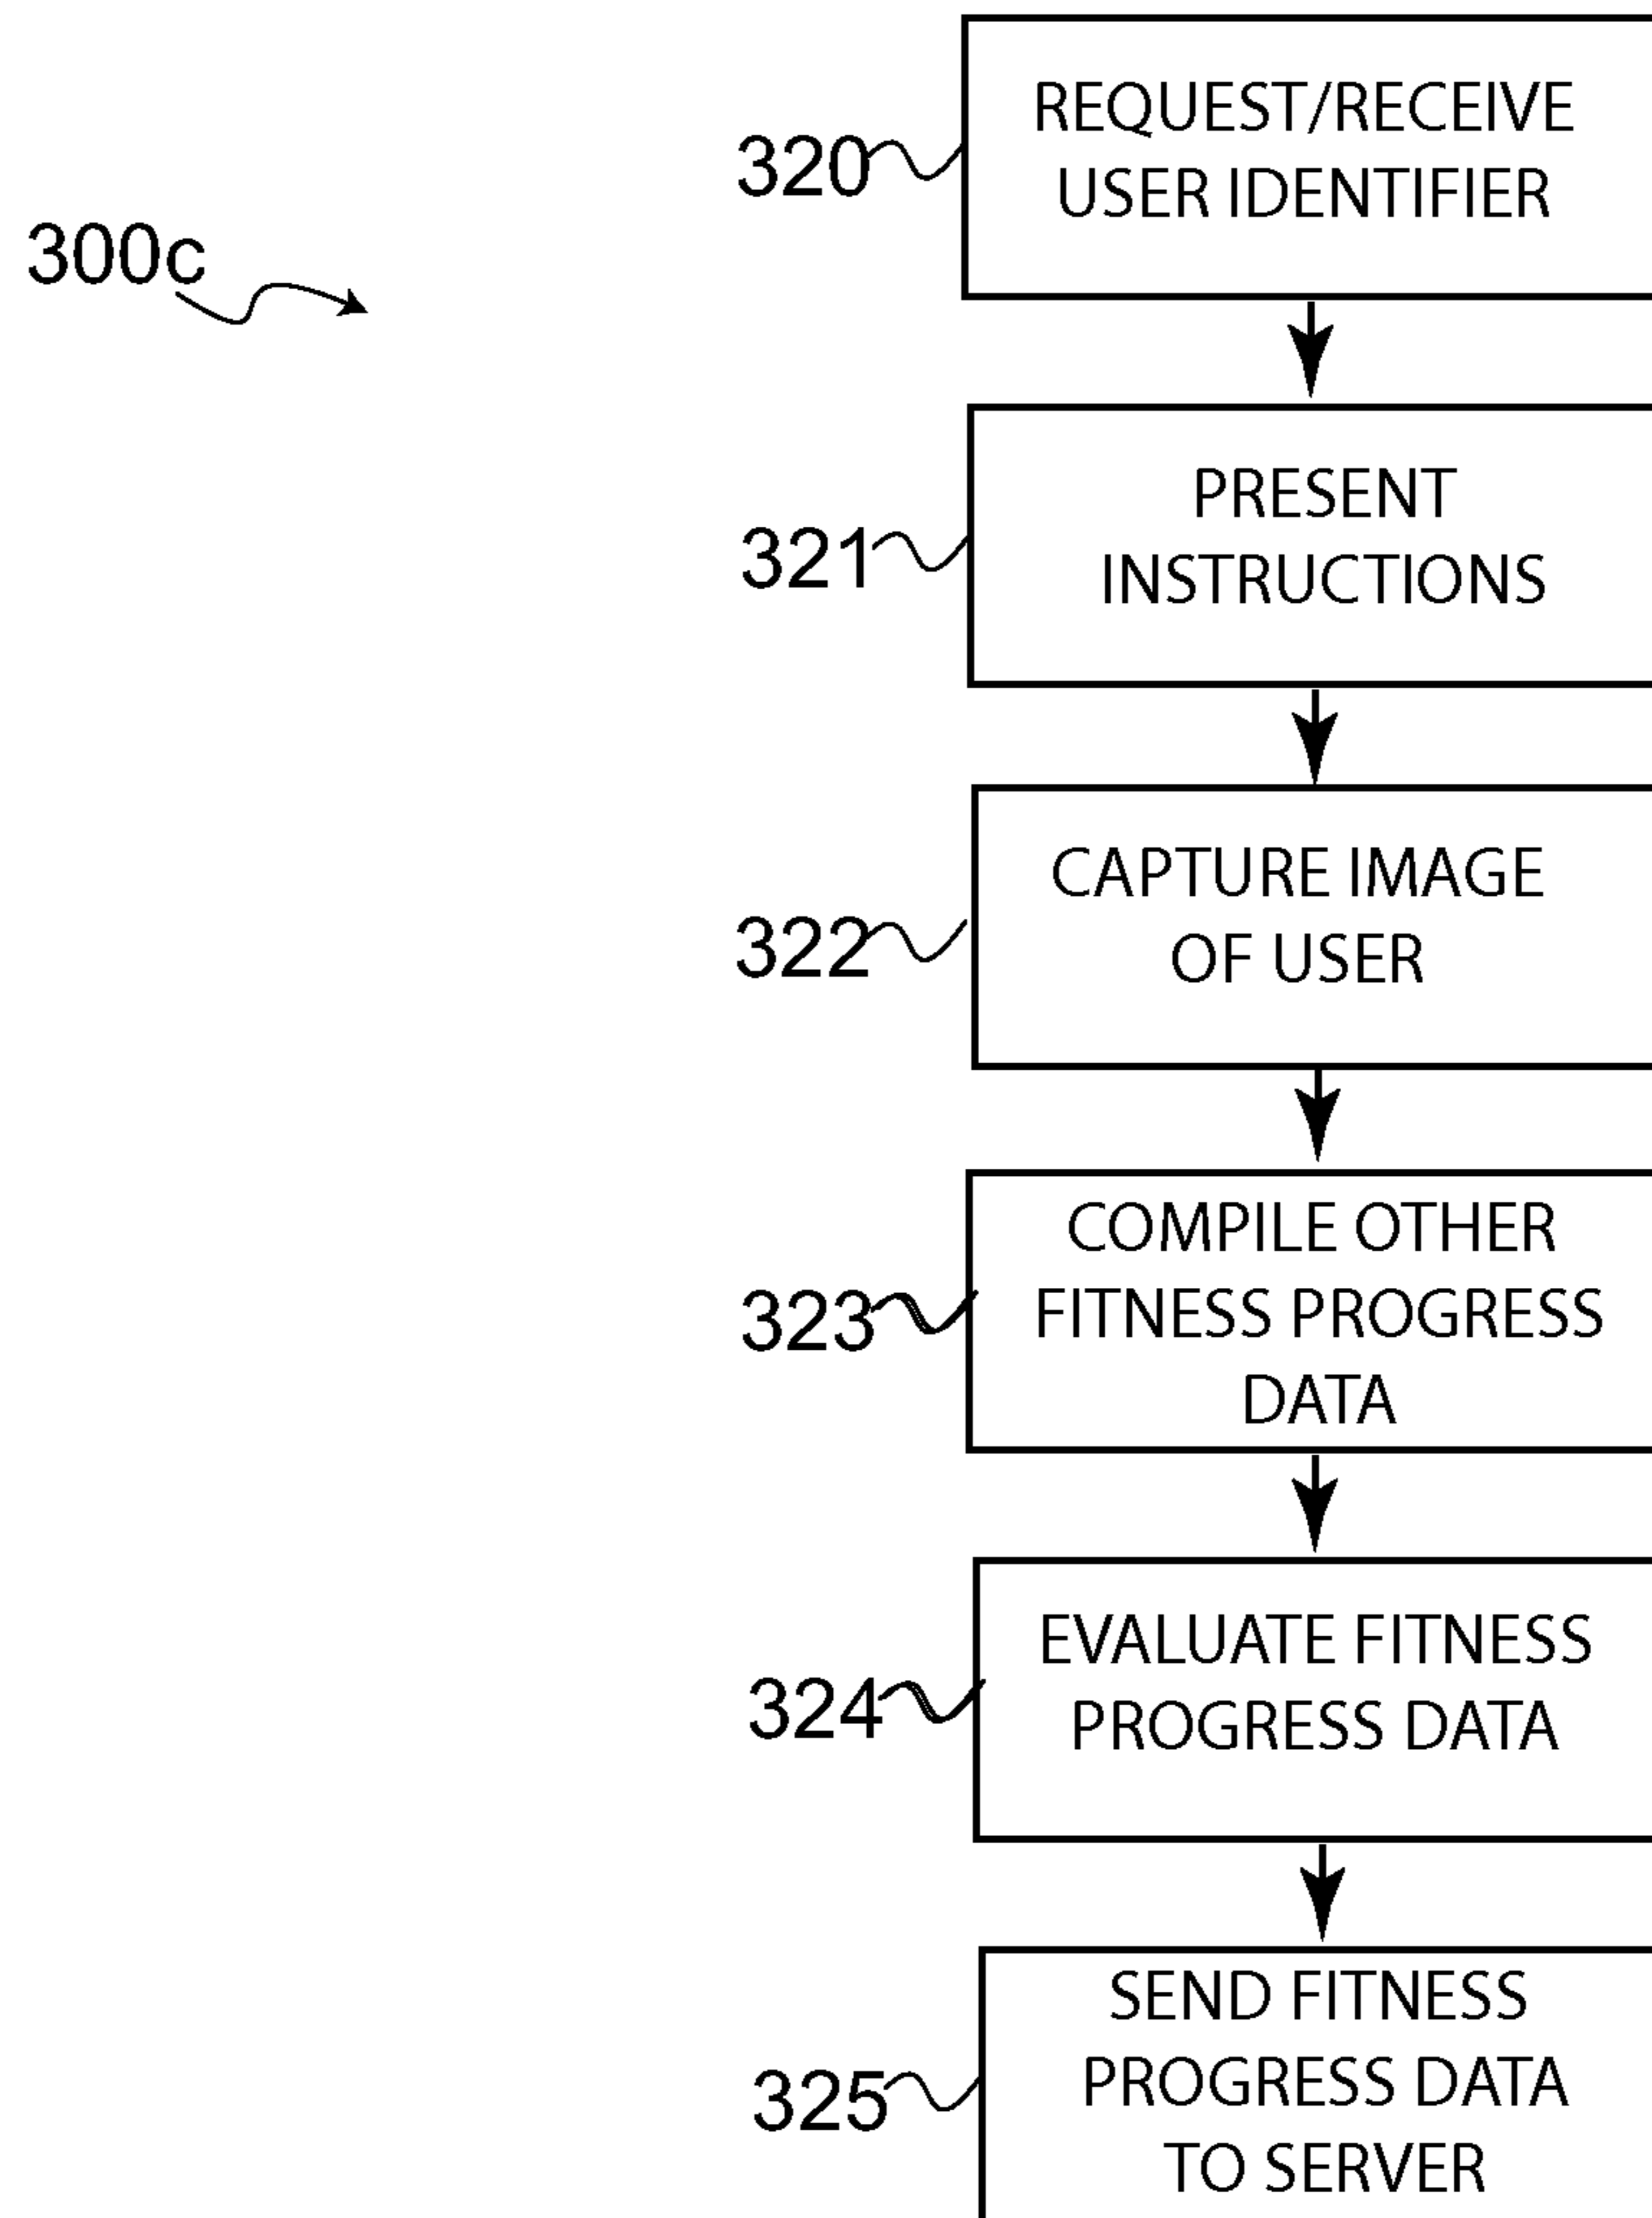 300c
320
REQUEST/RECEIVE
USER IDENTIFIER
321
PRESENT
INSTRUCTIONS
322
CAPTURE IMAGE
OF USER
323
COMPILE OTHER
FITNESS PROGRESS
DATA
324
EVALUATE FITNESS
PROGRESS DATA
325
SEND FITNESS
PROGRESS DATA
TO SERVER